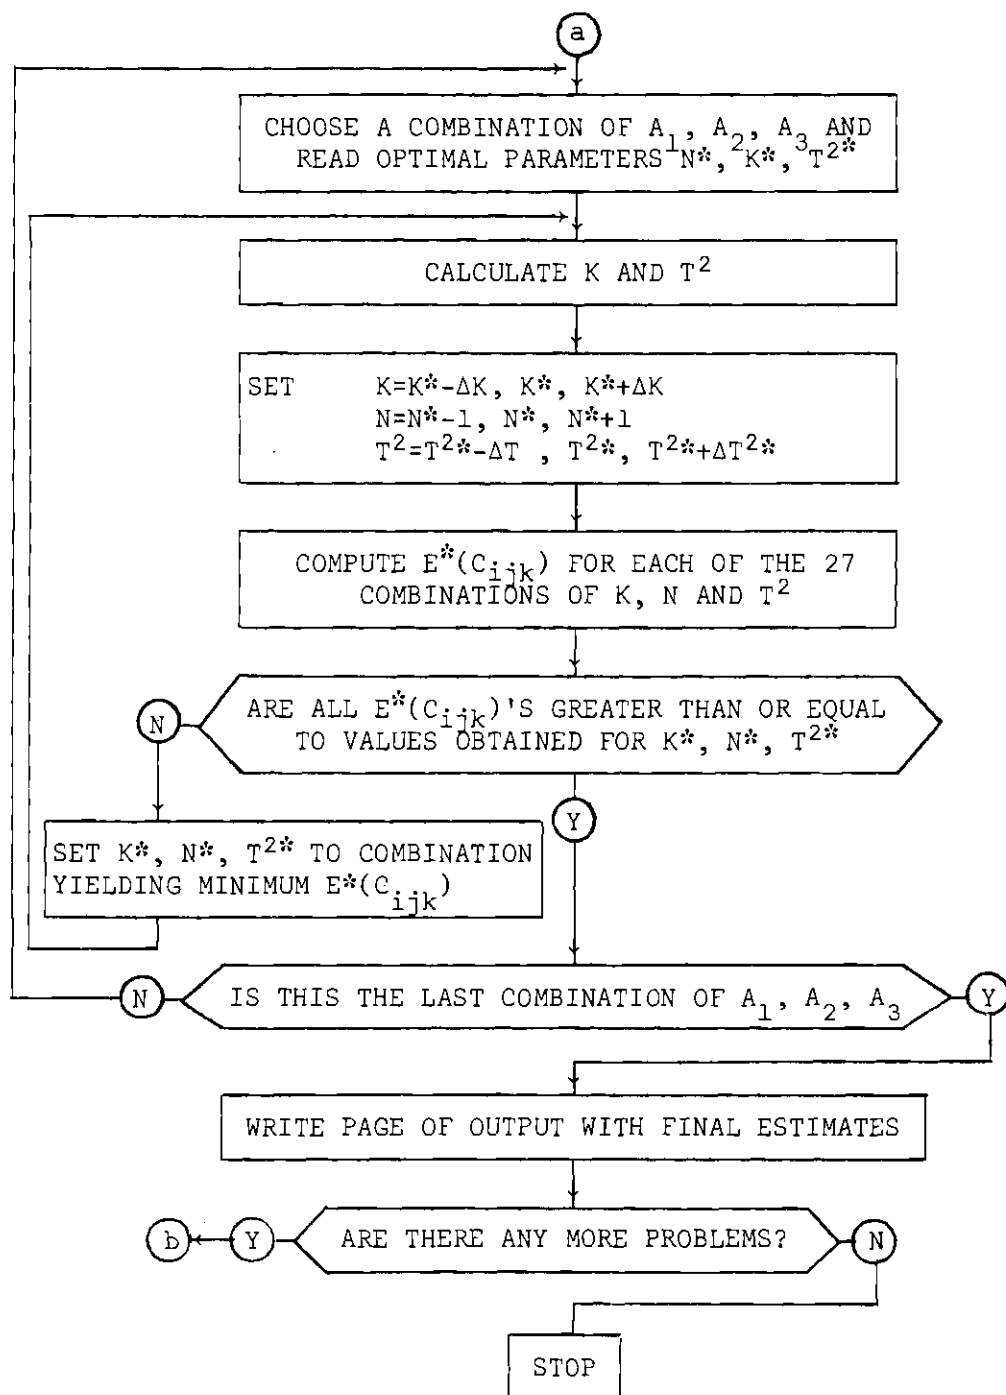 a
CHOOSE A COMBINATION OF A₁, A₂, A₃ AND
READ OPTIMAL PARAMETERS N*, K*, T²*
CALCULATE K AND T²
SET K=K*-ΔK, K*, K*+ΔK
N=N*-1, N*, N*+1
T²=T²*-ΔT , T²*, T²*+ΔT²*
COMPUTE E*(Cᵢⱼₖ) FOR EACH OF THE 27
COMBINATIONS OF K, N AND T²
ARE ALL E*(Cᵢⱼₖ)'S GREATER THAN OR EQUAL
TO VALUES OBTAINED FOR K*, N*, T²*
N
Y
SET K*, N*, T²* TO COMBINATION
YIELDING MINIMUM E*(Cᵢⱼₖ)
N
IS THIS THE LAST COMBINATION OF A₁, A₂, A₃
Y
WRITE PAGE OF OUTPUT WITH FINAL ESTIMATES
b
Y
ARE THERE ANY MORE PROBLEMS?
N
STOP